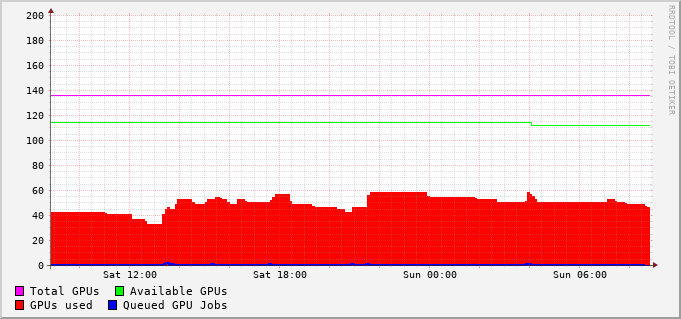 200
180
160
140
120
100
80
60
40
20
0
Sat 12:00 Sat 18:00 Sun 00:00 Sun 06:00
Total GPUs Available GPUs
GPUs used Queued GPU Jobs
RRDTOOL / TOBI OETIKER